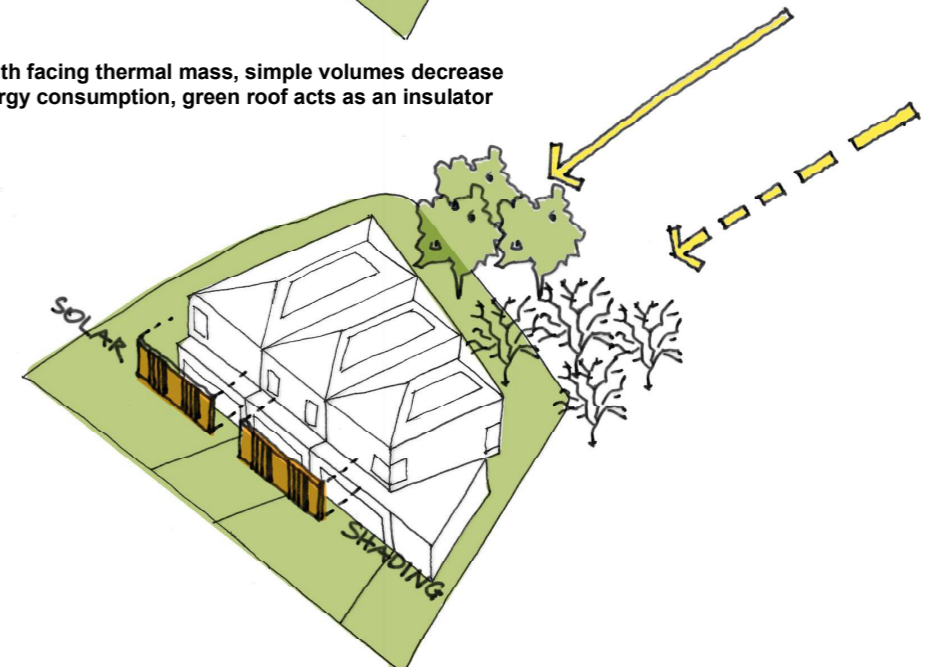 th facing thermal mass, simple volumes decrease
rgy consumption, green roof acts as an insulator
SOLAR
SHADING